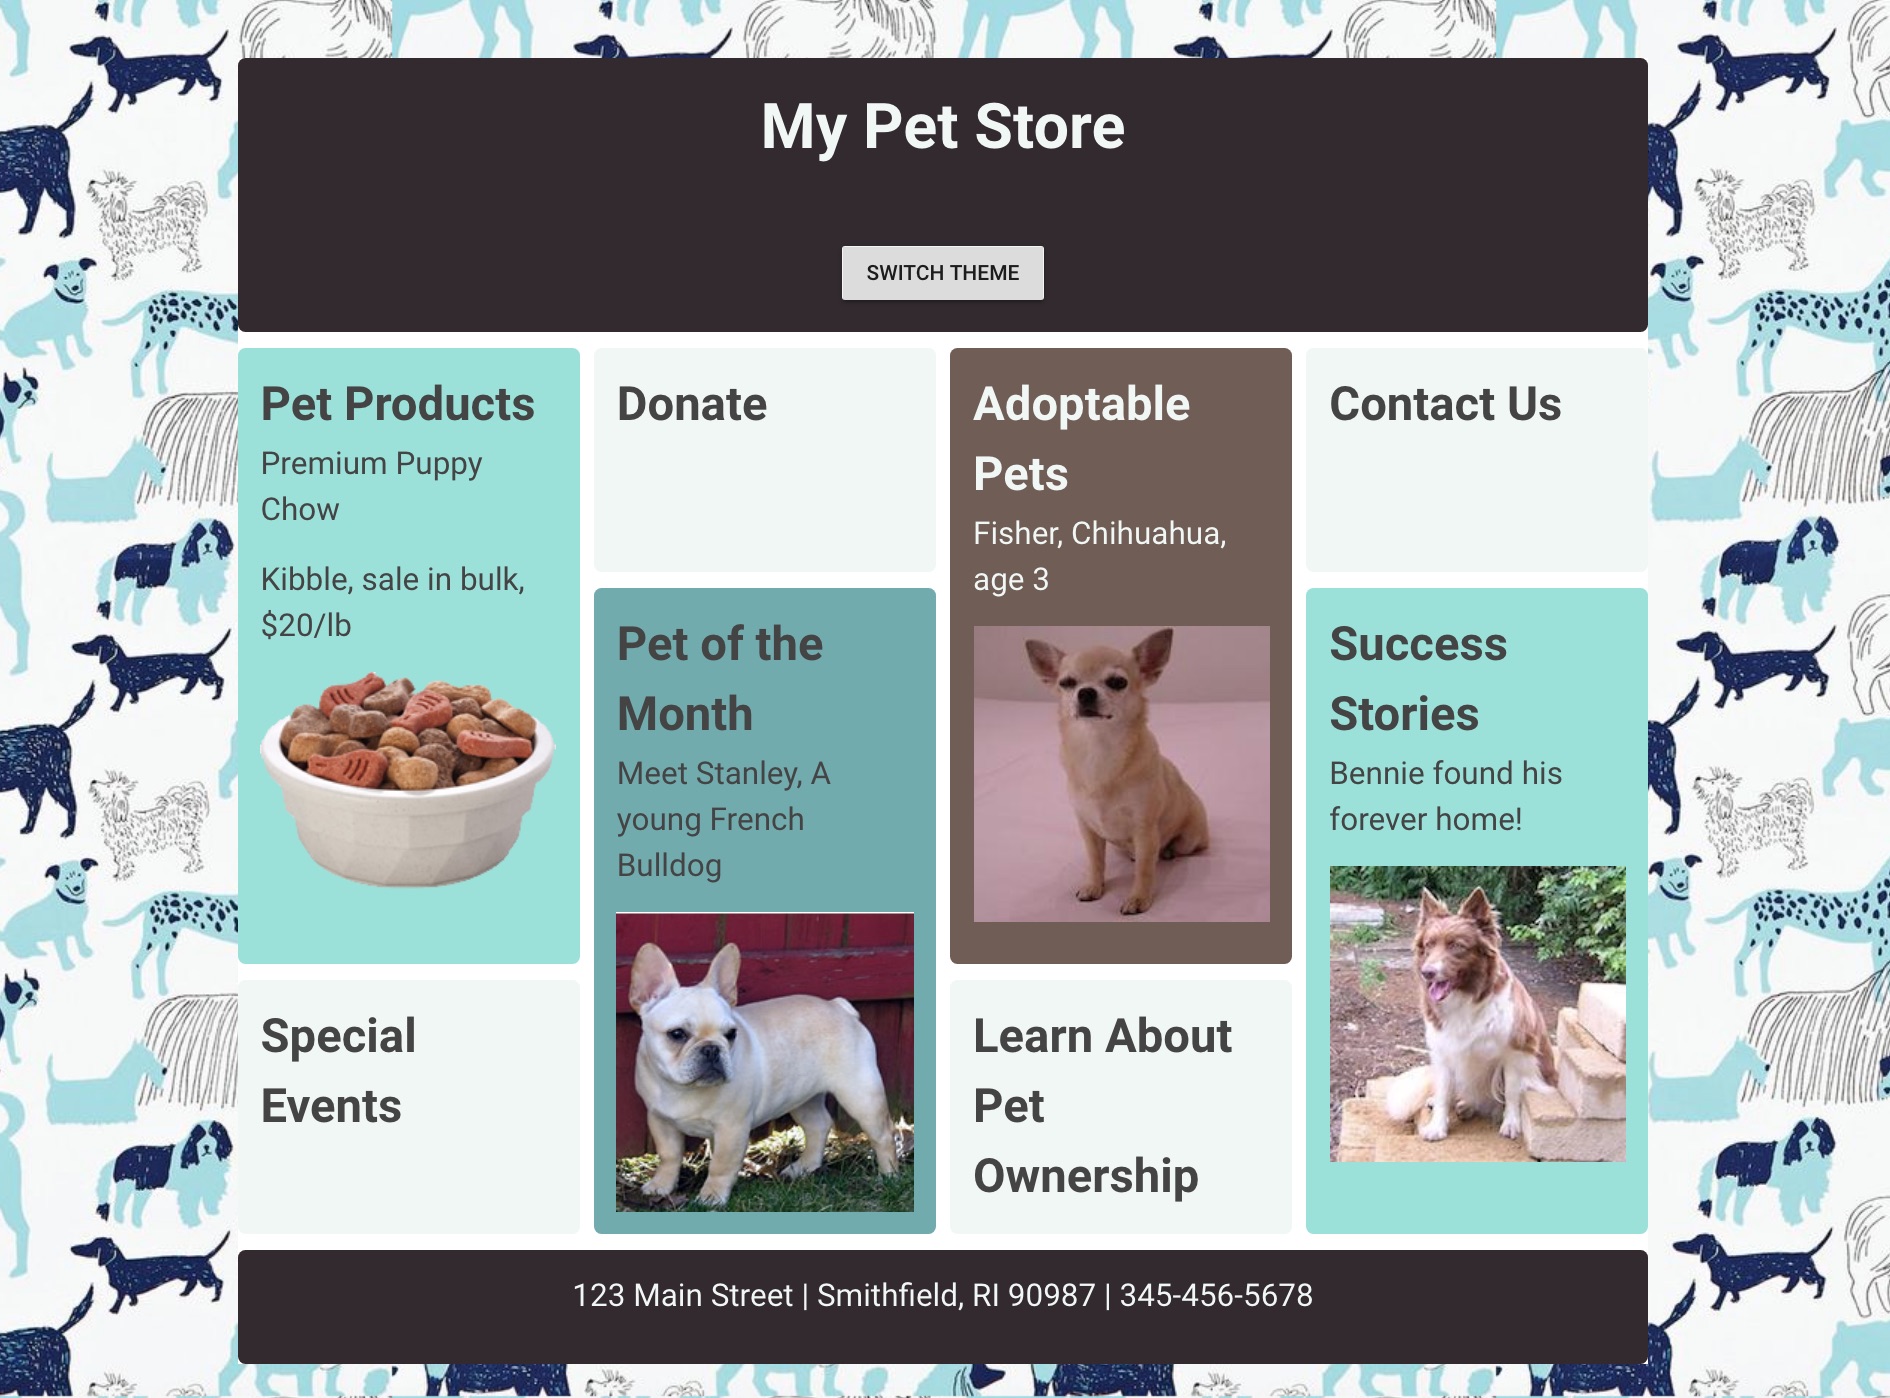 My Pet Store
SWITCH THEME
Pet Products
Premium Puppy
Chow
Kibble, sale in bulk,
$20/lb
Donate
Adoptable
Pets
Fisher, Chihuahua,
age 3
Contact Us
Pet of the
Month
Meet Stanley, A
young French
Bulldog
Success
Stories
Bennie found his
forever home!
Special
Events
Learn About
Pet
Ownership
123 Main Street | Smithfield, RI 90987 | 345-456-5678